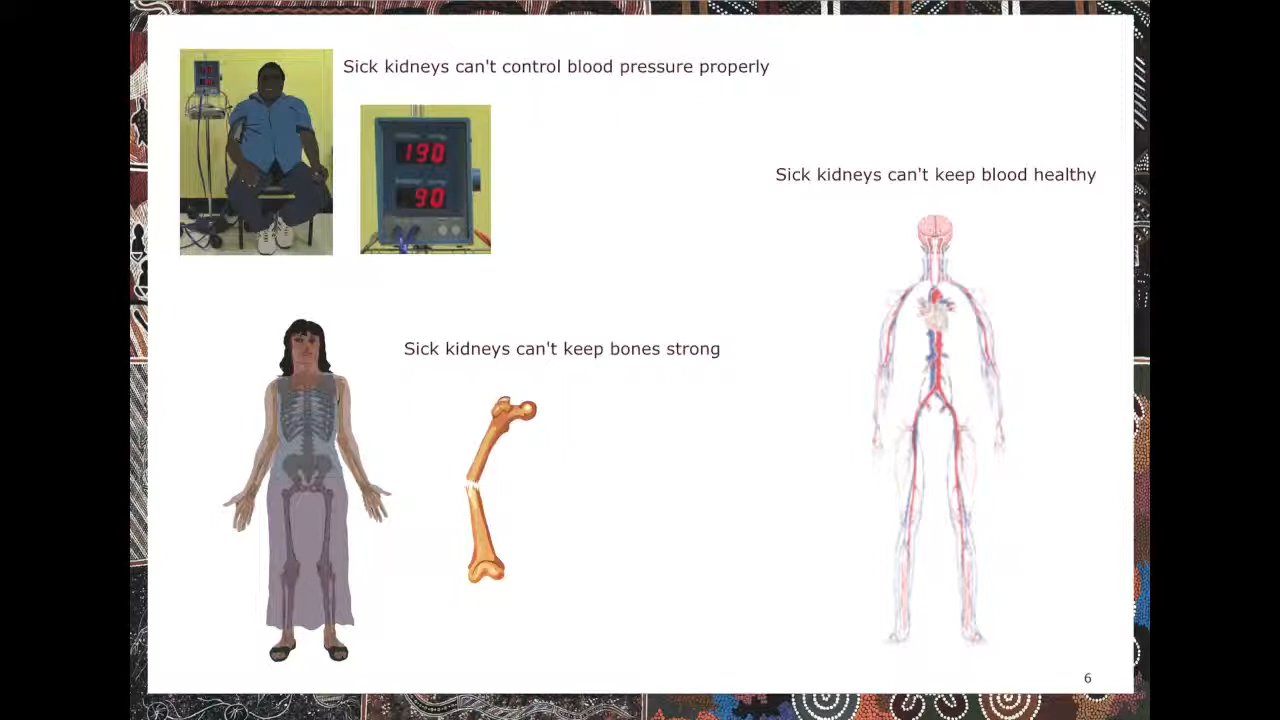 Sick kidneys can't control blood pressure properly
190
90
Sick kidneys can't keep blood healthy
Sick kidneys can't keep bones strong
6